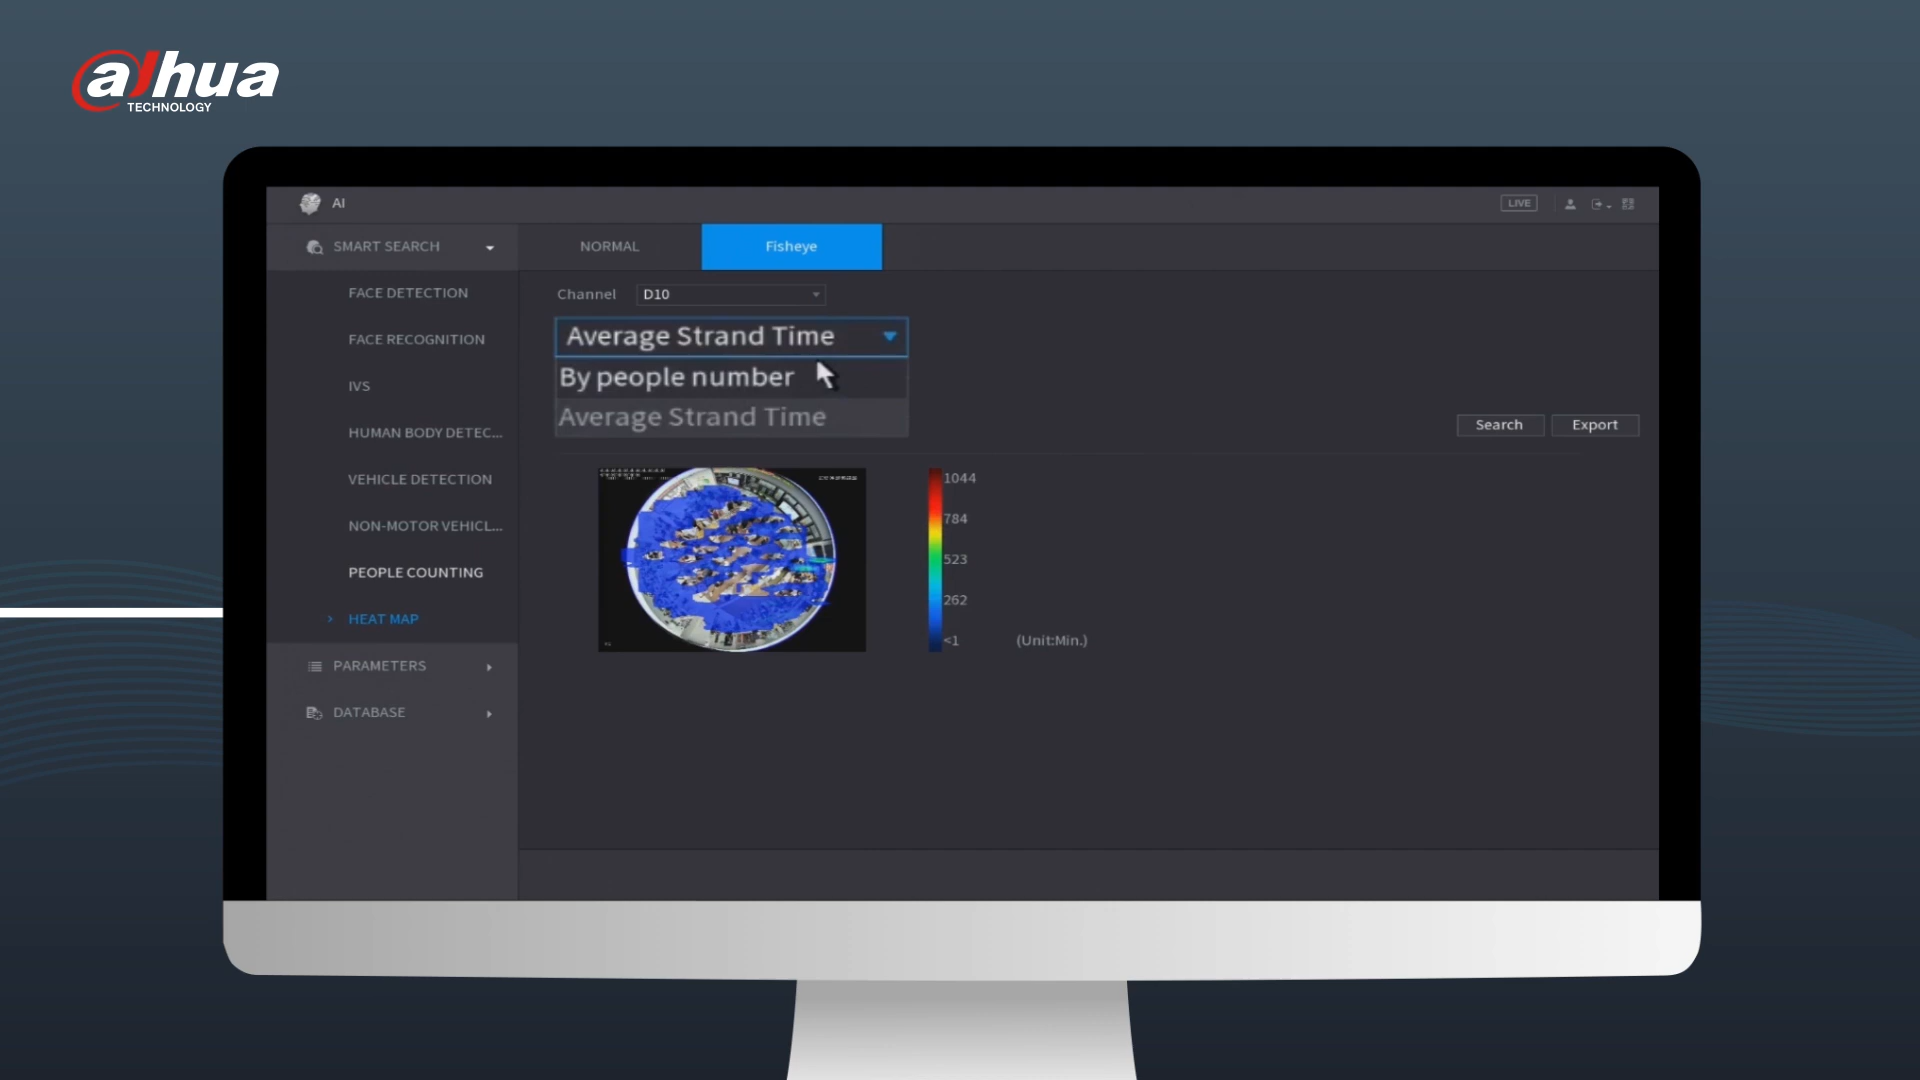 alhua
TECHNOLOGY
AI
LIVE
SMART SEARCH
NORMAL
Fisheye
FACE DETECTION
Channel
D10
FACE RECOGNITION
Average Strand Time
By people number
Average Strand Time
IVS
HUMAN BODY DETEC...
Search
Export
VEHICLE DETECTION
NON-MOTOR VEHICL...
PEOPLE COUNTING
HEAT MAP
1044
784
523
262
<1
(Unit:Min.)
PARAMETERS
DATABASE